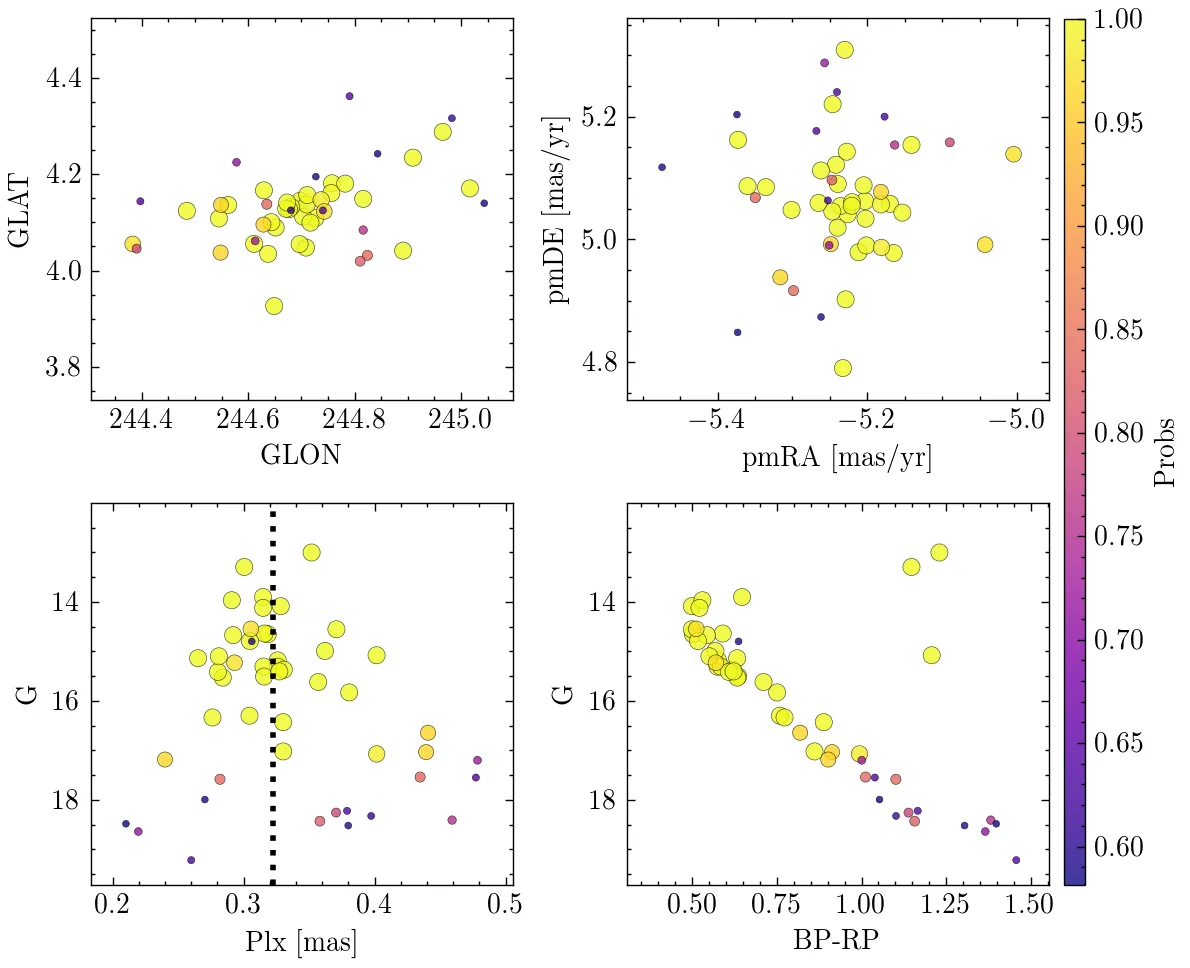 4.4
4.2
4.0
3.8
GLAT
244.4 244.6 244.8 245.0
GLON
5.2
5.0
4.8
pmDE [mas/yr]
−5.4 −5.2 −5.0
pmRA [mas/yr]
1.00
0.95
0.90
0.85
0.80
0.75
0.70
0.65
0.60
Probs
14
16
18
G
0.2 0.3 0.4 0.5
Plx [mas]
14
16
18
G
0.50 0.75 1.00 1.25 1.50
BP-RP